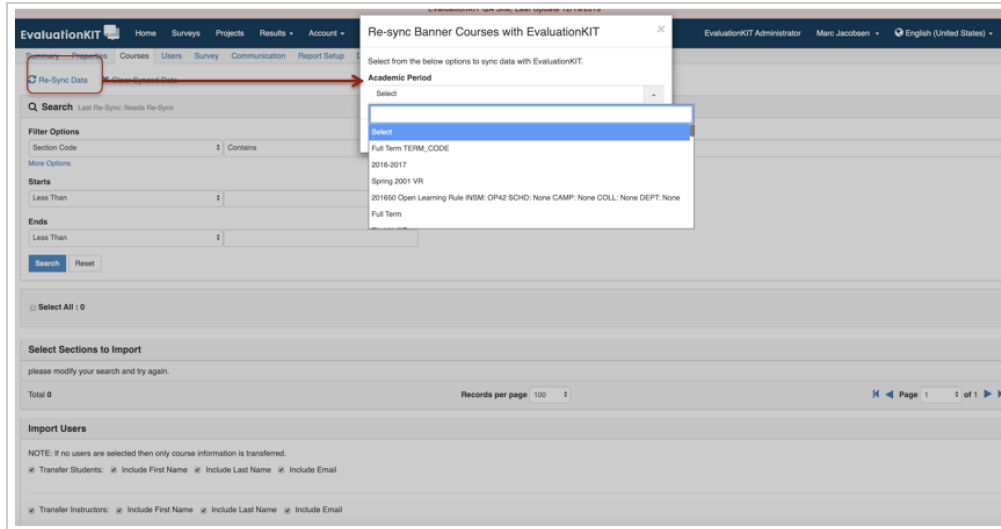 EvaluationKIT QA Site, Last Update 12/19/2019
EvaluationKIT Home Surveys Projects Results Account EvaluationKIT Administrator Marc Jacobsen English (United States)
Re-sync Banner Courses with EvaluationKIT ×
Summary Properties Courses Users Survey Communication Report Setup
Select from the below options to sync data with EvaluationKIT.
Re-Sync Data Clear Synced Data
Academic Period
Select
Search Last Re-Sync: Needs Re-Sync
Filter Options
Select
Section Code Contains
Full Term TERM_CODE
More Options
2016-2017
Starts
Spring 2001 VR
Less Than
201650 Open Learning Rule INSM: OP42 SCHD: None CAMP: None COLL: None DEPT: None
Ends
Full Term
Less Than
Search Reset
Select All : 0
Select Sections to Import
please modify your search and try again.
Total 0 Records per page 100 Page 1 of 1
Import Users
NOTE: If no users are selected then only course information is transferred.
Transfer Students: Include First Name Include Last Name Include Email
Transfer Instructors: Include First Name Include Last Name Include Email